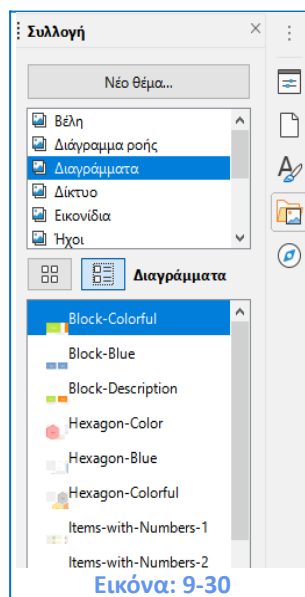 Συλλογή
Νέο θέμα...
Βέλη
Διάγραμμα ροής
Διαγράμματα
Δίκτυο
Εικονίδια
Ήχοι
Διαγράμματα
Block-Colorful
Block-Blue
Block-Description
Hexagon-Color
Hexagon-Blue
Hexagon-Colorful
Items-with-Numbers-1
Items-with-Numbers-2
Εικόνα: 9-30